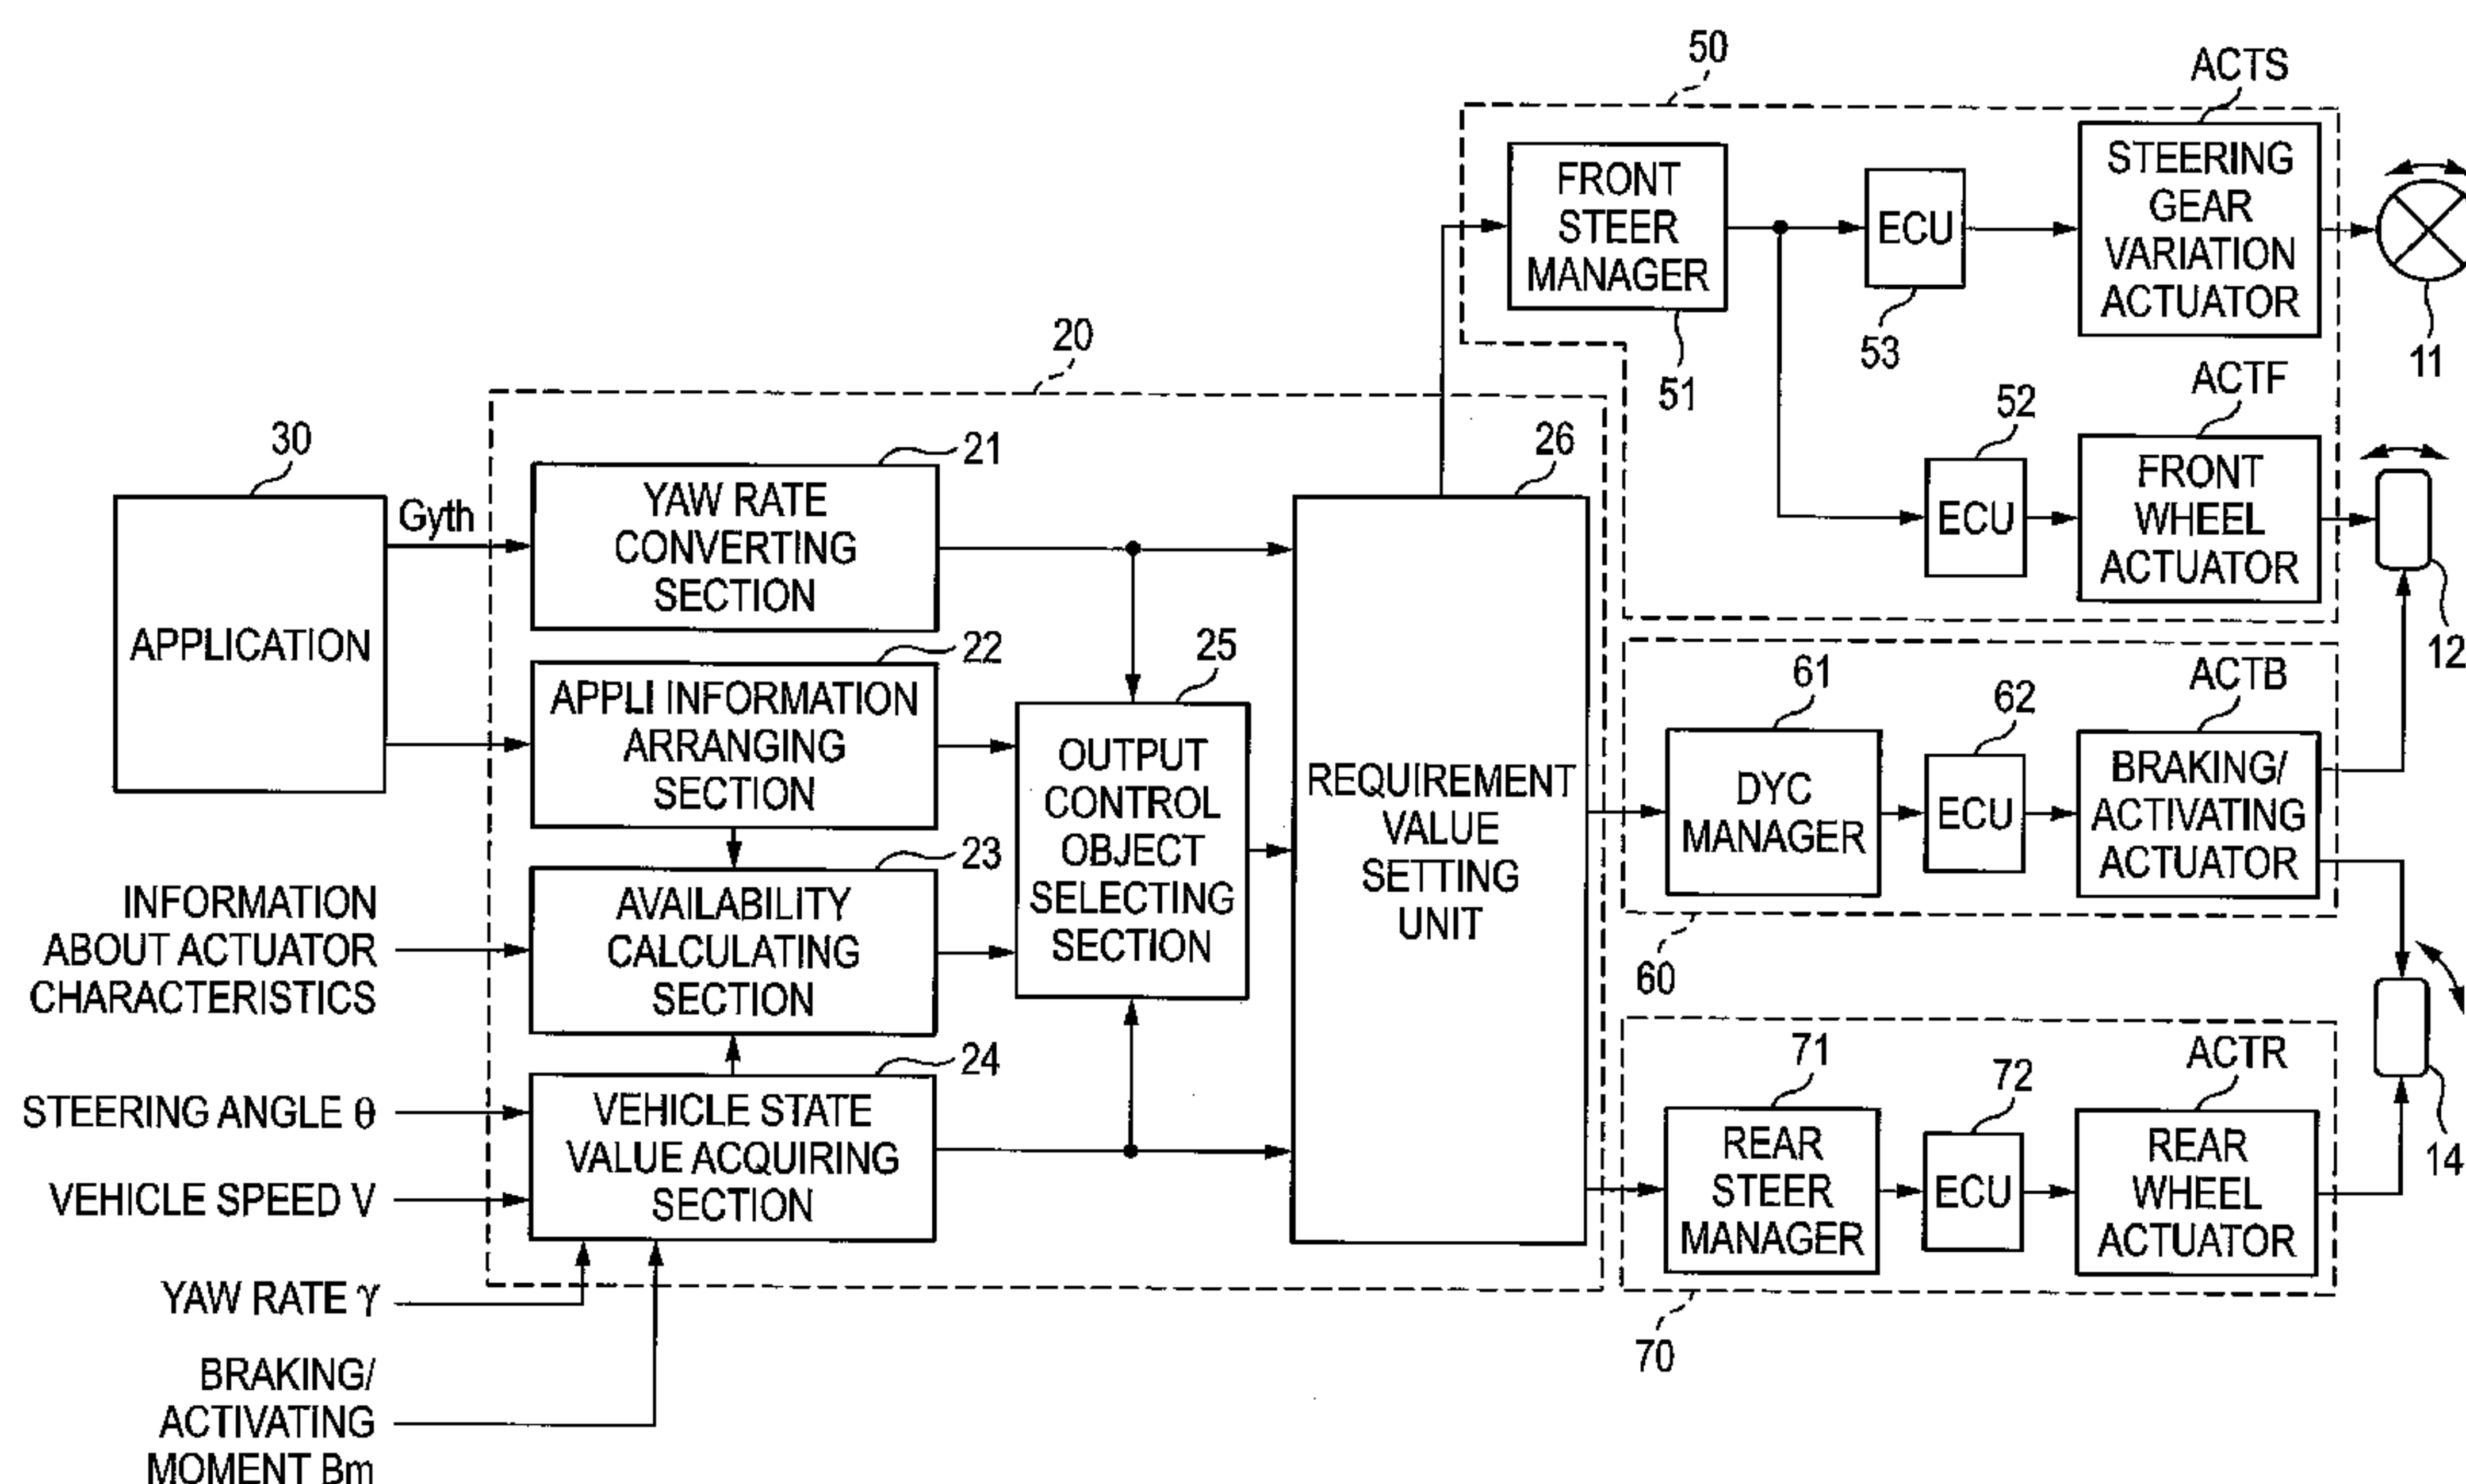 50
ACTS
FRONT
STEER
MANAGER
51
ECU
53
STEERING
GEAR
VARIATION
ACTUATOR
11
52
ECU
ACTF
FRONT
WHEEL
ACTUATOR
12
20
30
APPLICATION
Gyth
21
YAW RATE
CONVERTING
SECTION
22
APPLI INFORMATION
ARRANGING
SECTION
23
AVAILABILITY
CALCULATING
SECTION
24
VEHICLE STATE
VALUE ACQUIRING
SECTION
INFORMATION
ABOUT ACTUATOR
CHARACTERISTICS
STEERING ANGLE θ
VEHICLE SPEED V
YAW RATE γ
BRAKING/
ACTIVATING
MOMENT Bm
25
OUTPUT
CONTROL
OBJECT
SELECTING
SECTION
26
REQUIREMENT
VALUE
SETTING
UNIT
61
DYC
MANAGER
62
ECU
ACTB
BRAKING/
ACTIVATING
ACTUATOR
60
14
71
REAR
STEER
MANAGER
72
ECU
ACTR
REAR
WHEEL
ACTUATOR
70